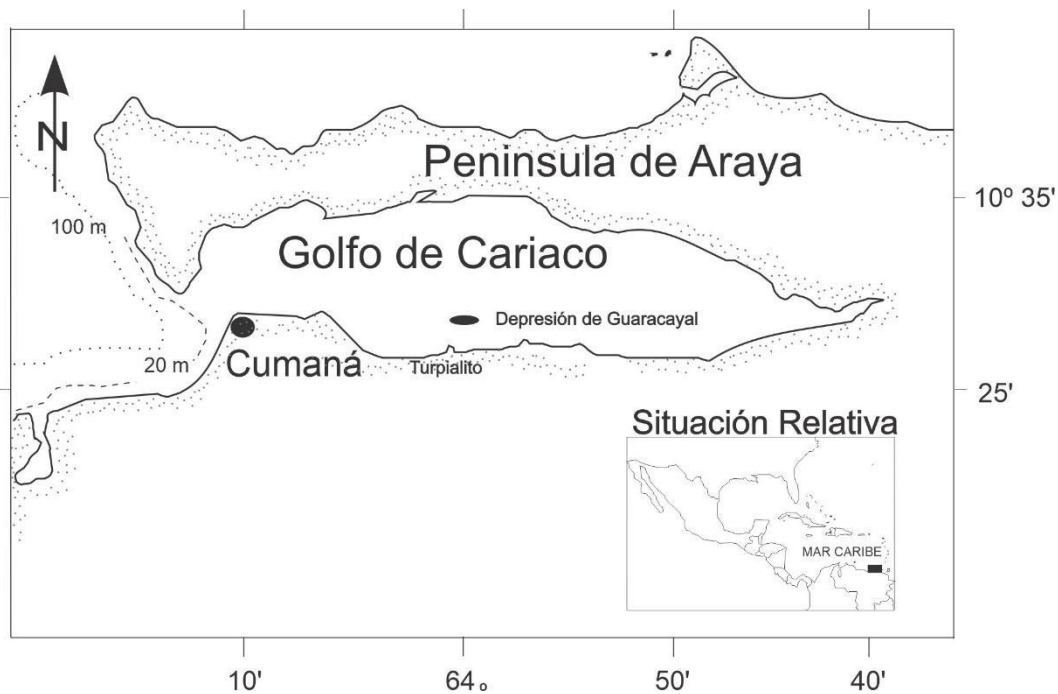 N
Peninsula de Araya
10º 35'
100 m
Golfo de Cariaco
Depresión de Guaracayal
20 m
Cumaná
Turpialito
25'
Situación Relativa
MAR CARIBE
10'
64º
50'
40'